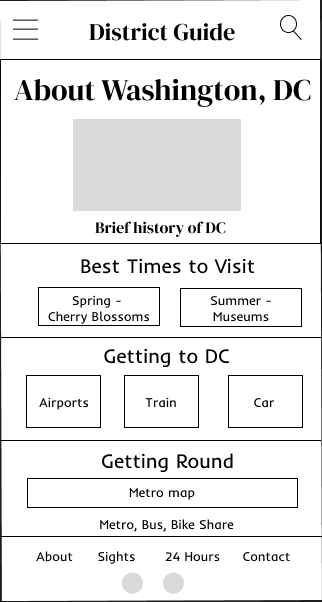 District Guide
About Washington, DC
Brief history of DC
Best Times to Visit
Spring -
Cherry Blossoms
Summer -
Museums
Getting to DC
Airports
Train
Car
Getting Round
Metro map
Metro, Bus, Bike Share
About Sights 24 Hours Contact